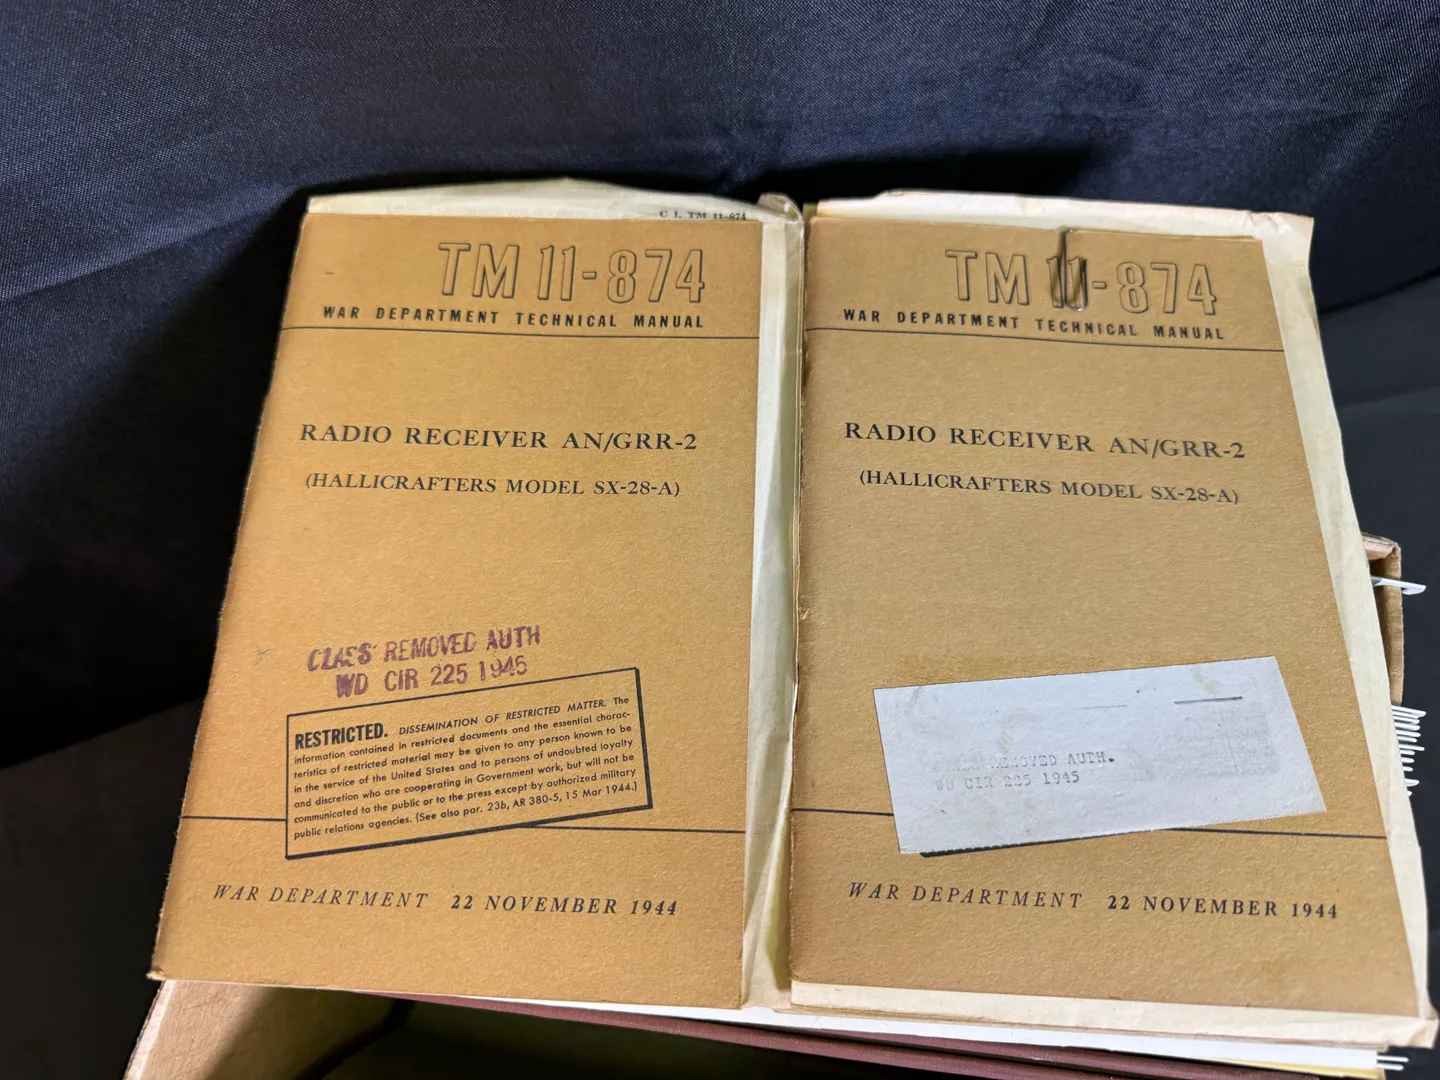 C 1, TM 11-874
TM 11-874
WAR DEPARTMENT TECHNICAL MANUAL
RADIO RECEIVER AN/GRR-2
(HALLICRAFTERS MODEL SX-28-A)
CLASS REMOVED AUTH
WD CIR 225 1945
RESTRICTED. DISSEMINATION OF RESTRICTED MATTER. The
information contained in restricted documents and the essential charac-
teristics of restricted material may be given to any person known to be
in the service of the United States and to persons of undoubted loyalty
and discretion who are cooperating in Government work, but will not be
communicated to the public or to the press except by authorized military
public relations agencies. (See also par. 23b, AR 380-5, 15 Mar 1944.)
WAR DEPARTMENT 22 NOVEMBER 1944
TM 11-874
WAR DEPARTMENT TECHNICAL MANUAL
RADIO RECEIVER AN/GRR-2
(HALLICRAFTERS MODEL SX-28-A)
REMOVED AUTH.
WD CIR 225 1945
WAR DEPARTMENT 22 NOVEMBER 1944